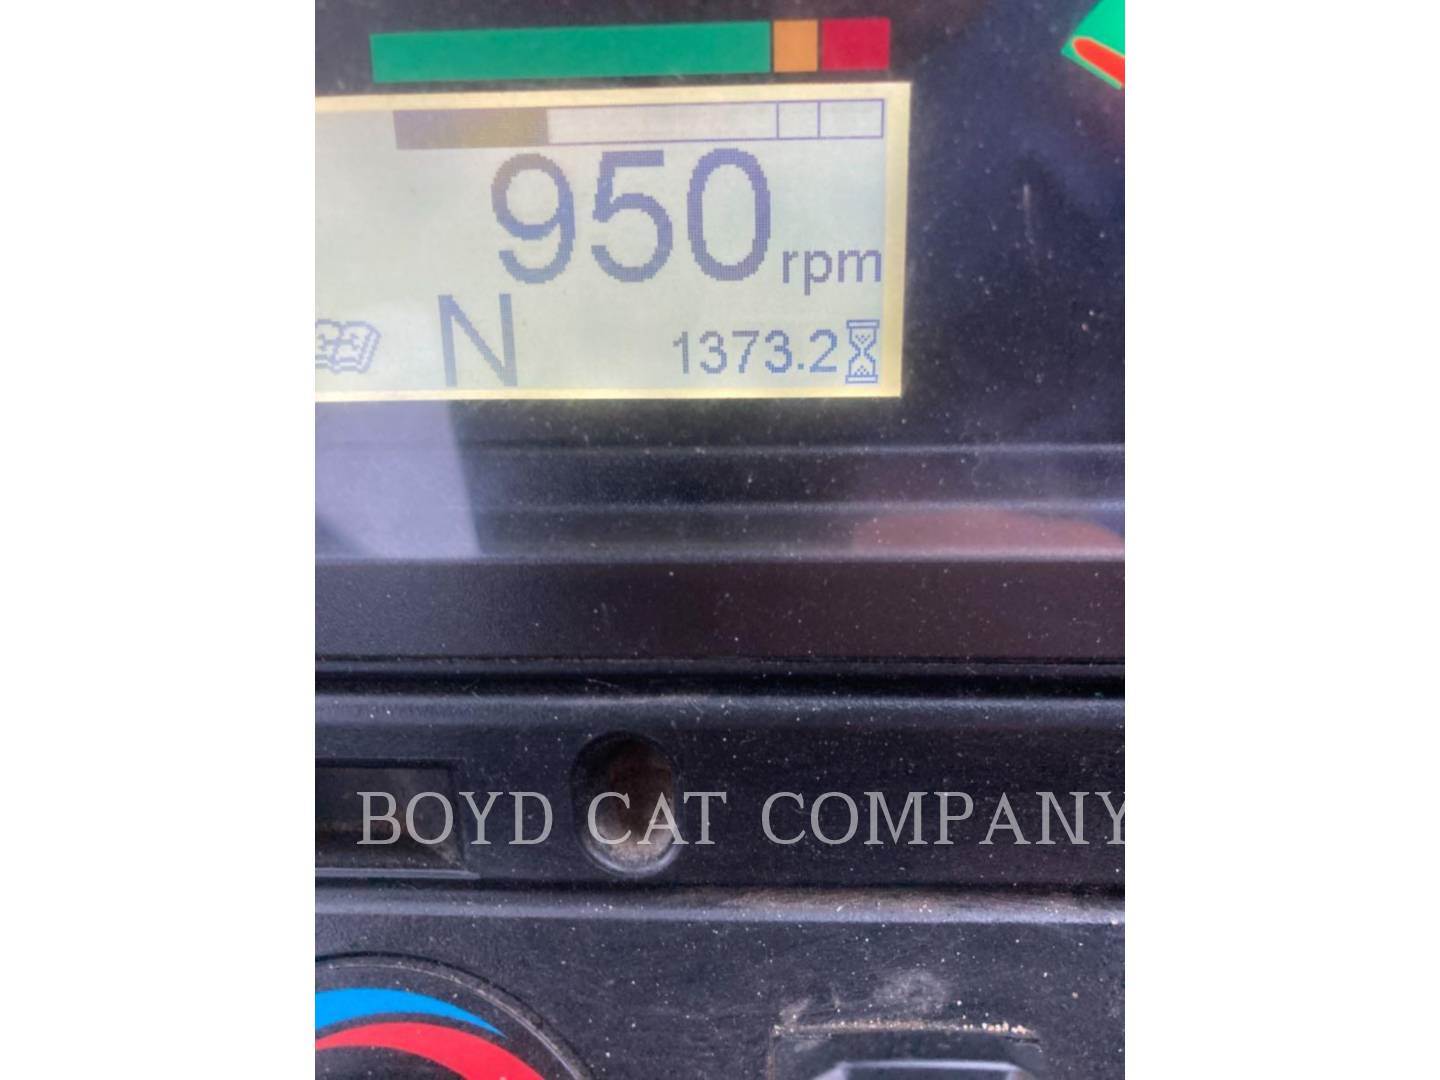 950 rpm
N 1373.2
BOYD CAT COMPANY